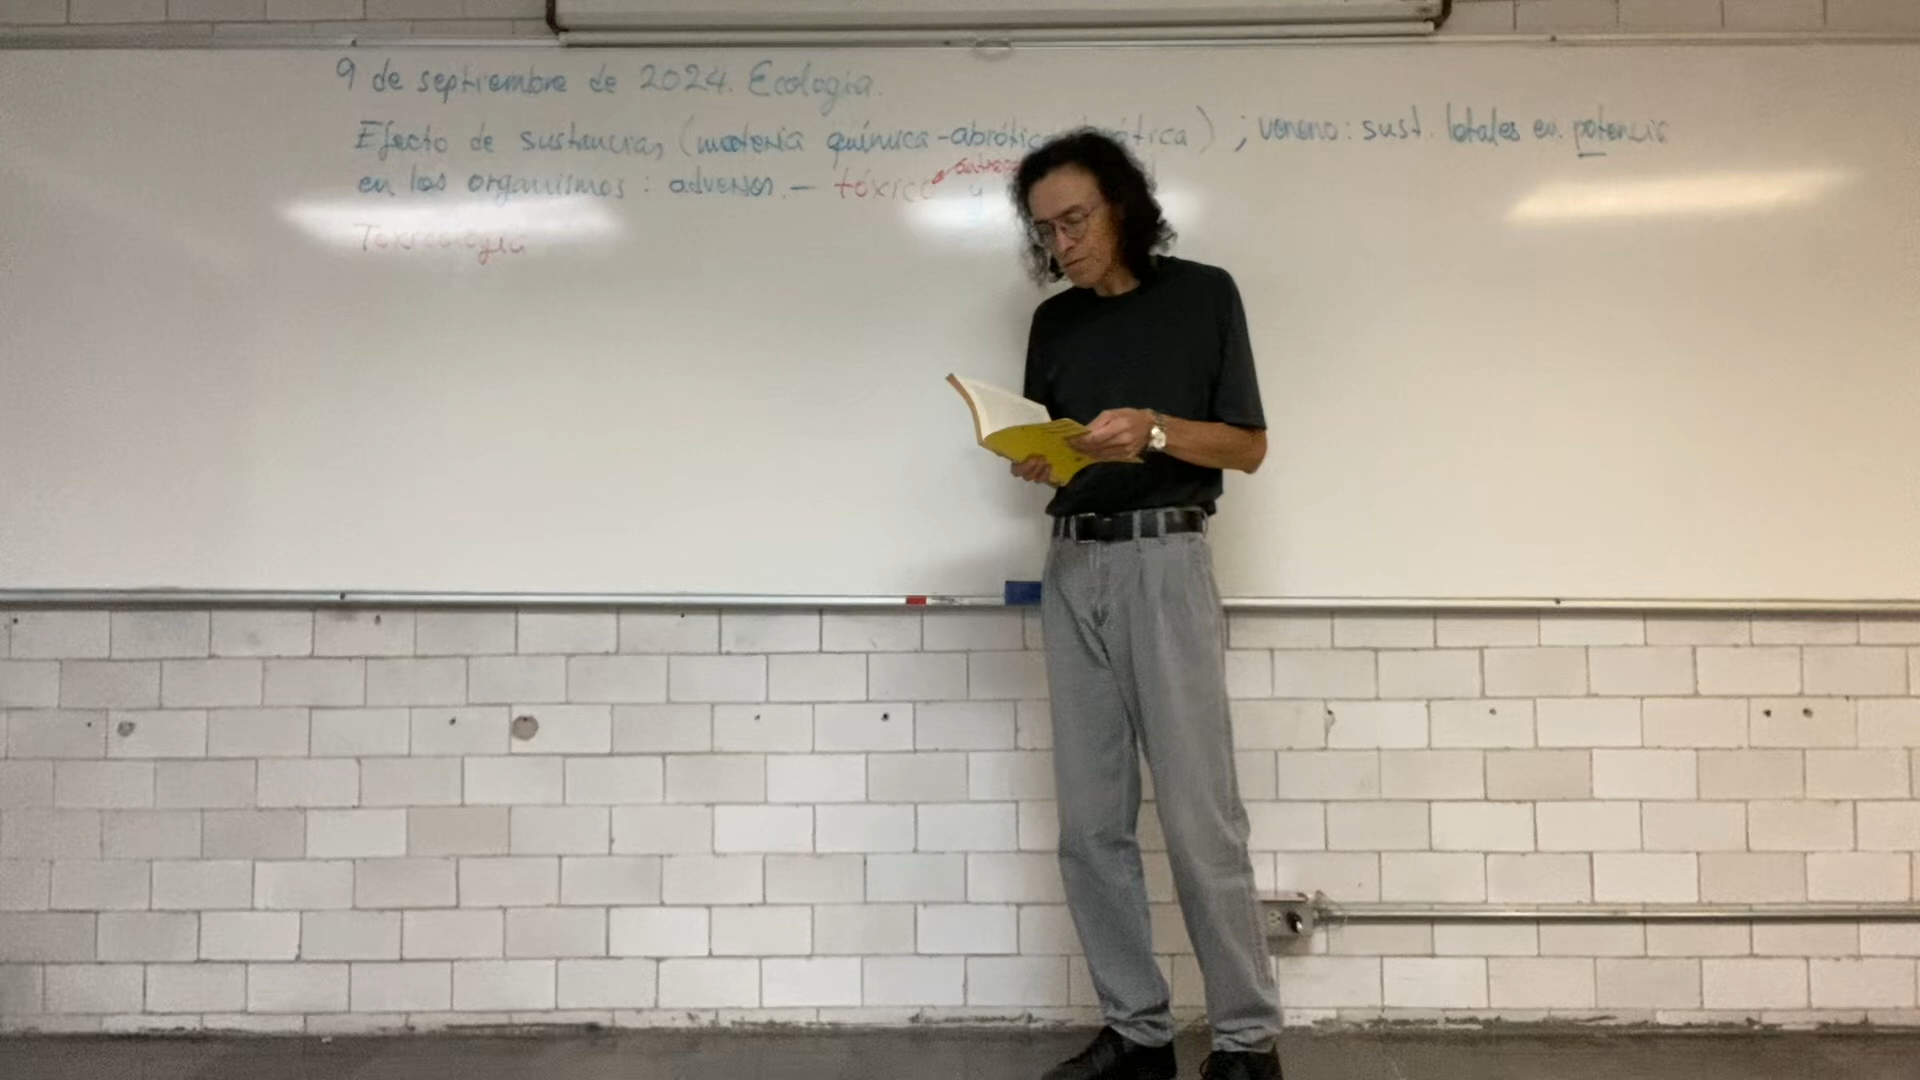 9 de septiembre de 2024. Ecología.
Efecto de sustancias (materia química-abiótica biótica) ; veneno: sust. letales en potencia
en los organismos: adversos. — tóxico y
Toxicología